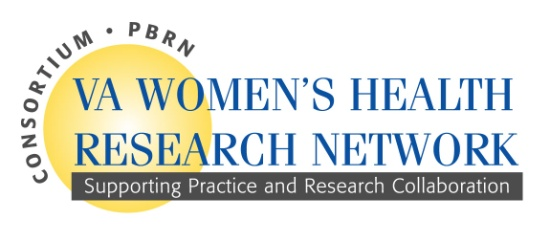 CONSORTIUM • PBRN
VA WOMEN'S HEALTH
RESEARCH NETWORK
Supporting Practice and Research Collaboration